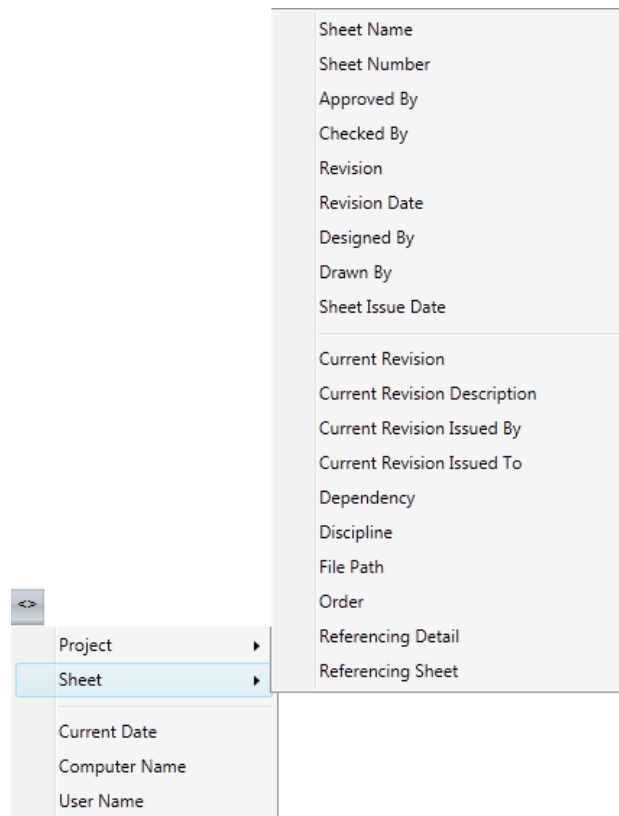 Sheet Name
Sheet Number
Approved By
Checked By
Revision
Revision Date
Designed By
Drawn By
Sheet Issue Date
Current Revision
Current Revision Description
Current Revision Issued By
Current Revision Issued To
Dependency
Discipline
File Path
Order
Referencing Detail
Referencing Sheet
<>
Project
Sheet
Current Date
Computer Name
User Name